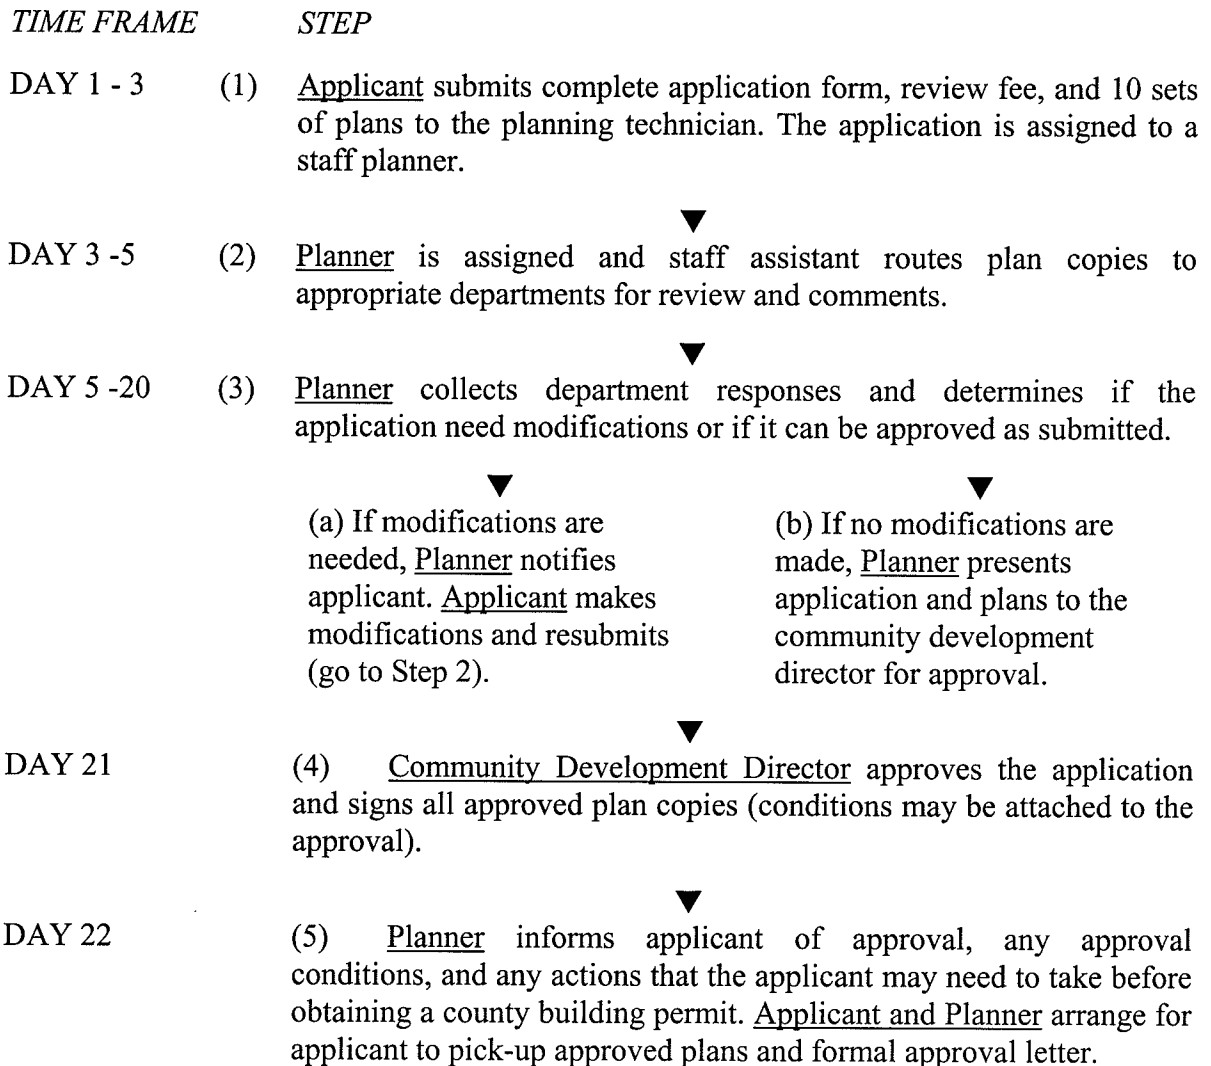 TIME FRAME STEP
DAY 1 - 3 (1) Applicant submits complete application form, review fee, and 10 sets
of plans to the planning technician. The application is assigned to a
staff planner.
DAY 3 -5 (2) Planner is assigned and staff assistant routes plan copies to
appropriate departments for review and comments.
DAY 5 -20 (3) Planner collects department responses and determines if the
application need modifications or if it can be approved as submitted.
(a) If modifications are
needed, Planner notifies
applicant. Applicant makes
modifications and resubmits
(go to Step 2).
(b) If no modifications are
made, Planner presents
application and plans to the
community development
director for approval.
DAY 21 (4) Community Development Director approves the application
and signs all approved plan copies (conditions may be attached to the
approval).
DAY 22 (5) Planner informs applicant of approval, any approval
conditions, and any actions that the applicant may need to take before
obtaining a county building permit. Applicant and Planner arrange for
applicant to pick-up approved plans and formal approval letter.